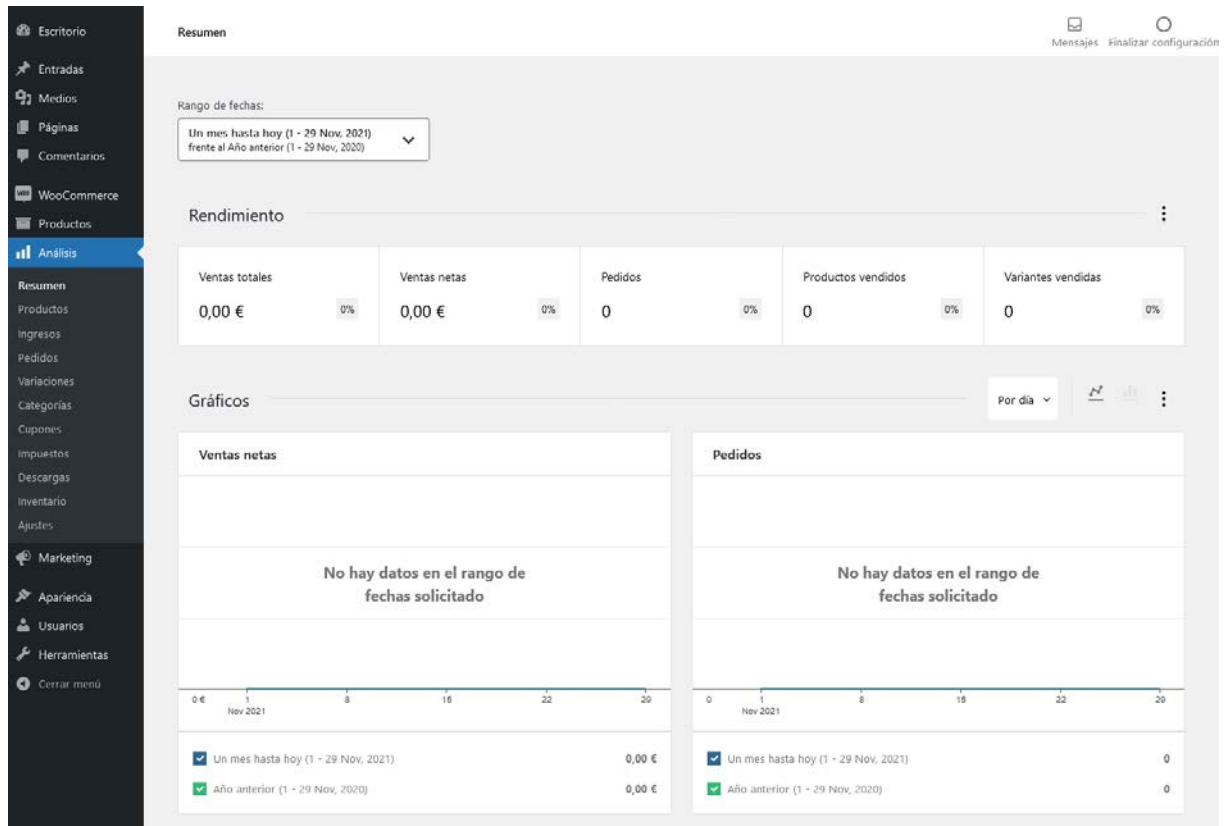 Escritorio
Entradas
Medios
Páginas
Comentarios
WooCommerce
Productos
Análisis
Resumen
Productos
Ingresos
Pedidos
Variaciones
Categorías
Cupones
Impuestos
Descargas
Inventario
Ajustes
Marketing
Apariencia
Usuarios
Herramientas
Cerrar menú
Resumen
Mensajes
Finalizar configuración
Rango de fechas:
Un mes hasta hoy (1 - 29 Nov, 2021)
frente al Año anterior (1 - 29 Nov, 2020)
Rendimiento
Ventas totales
0,00 € 0%
Ventas netas
0,00 € 0%
Pedidos
0 0%
Productos vendidos
0 0%
Variantes vendidas
0 0%
Gráficos
Por día
Ventas netas
No hay datos en el rango de
fechas solicitado
0 € 1 8 15 22 29
Nov 2021
Un mes hasta hoy (1 - 29 Nov, 2021) 0,00 €
Año anterior (1 - 29 Nov, 2020) 0,00 €
Pedidos
No hay datos en el rango de
fechas solicitado
0 1 8 15 22 29
Nov 2021
Un mes hasta hoy (1 - 29 Nov, 2021) 0
Año anterior (1 - 29 Nov, 2020) 0